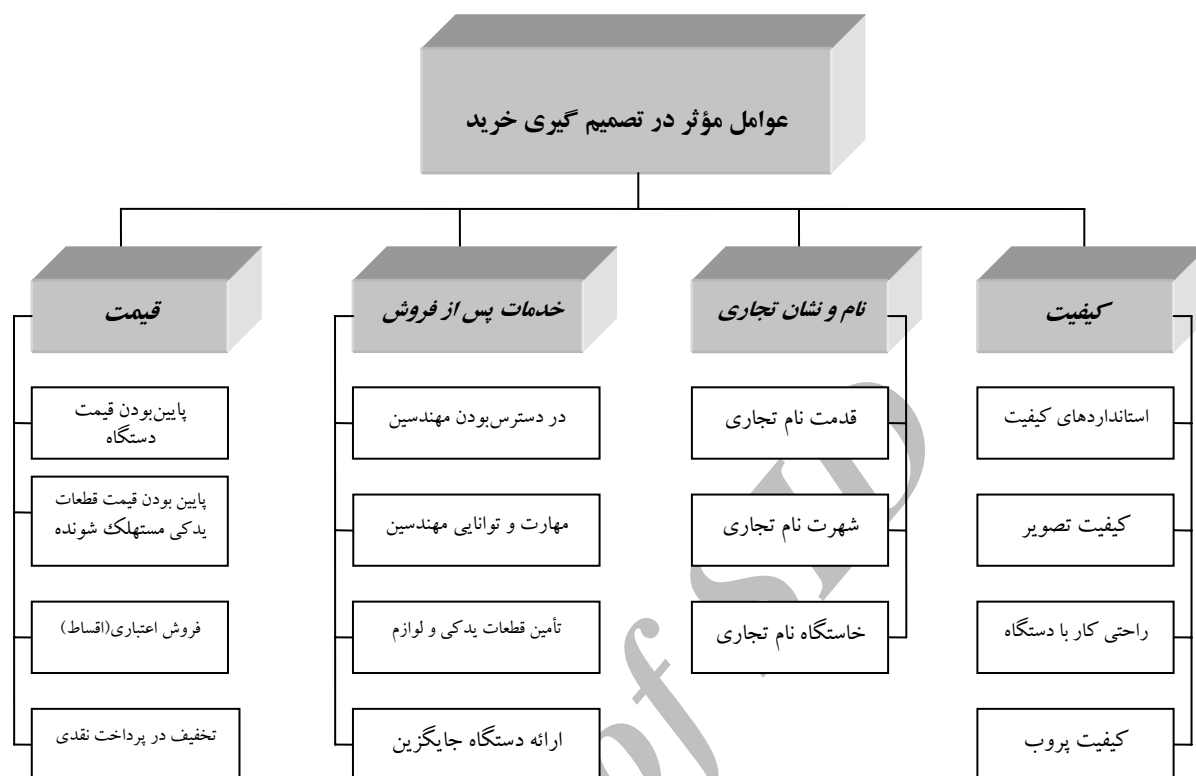 عوامل مؤثر در تصمیم گیری خرید
کیفیت
نام و نشان تجاری
خدمات پس از فروش
قیمت
استانداردهای کیفیت
کیفیت تصویر
راحتی کار با دستگاه
کیفیت پروب
قدمت نام تجاری
شهرت نام تجاری
خاستگاه نام تجاری
در دسترس‌بودن مهندسین
مهارت و توانایی مهندسین
تأمین قطعات یدکی و لوازم
ارائه دستگاه جایگزین
پایین‌بودن قیمت
دستگاه
پایین بودن قیمت قطعات
یدکی مستهلک شونده
فروش اعتباری(اقساط)
تخفیف در پرداخت نقدی
of SID